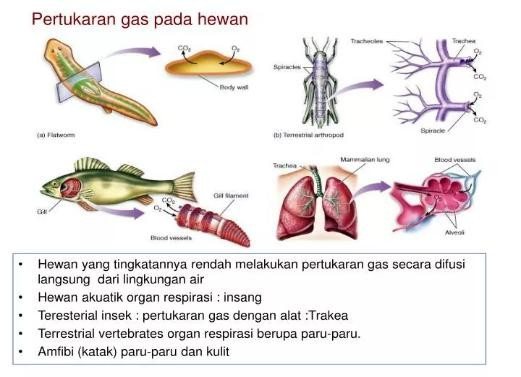 Pertukaran gas pada hewan
CO2
O2
Body wall
(a) Flatworm
Tracheoles
Trachea
O2
CO2
Spiracles
O2
CO2
Spiracle
(b) Terrestrial arthropod
Gill
CO2
O2
Gill filament
Blood vessels
Trachea
Mammalian lung
Blood vessels
Alveoli
• Hewan yang tingkatannya rendah melakukan pertukaran gas secara difusi
langsung dari lingkungan air
• Hewan akuatik organ respirasi : insang
• Teresterial insek : pertukaran gas dengan alat :Trakea
• Terrestrial vertebrates organ respirasi berupa paru-paru.
• Amfibi (katak) paru-paru dan kulit